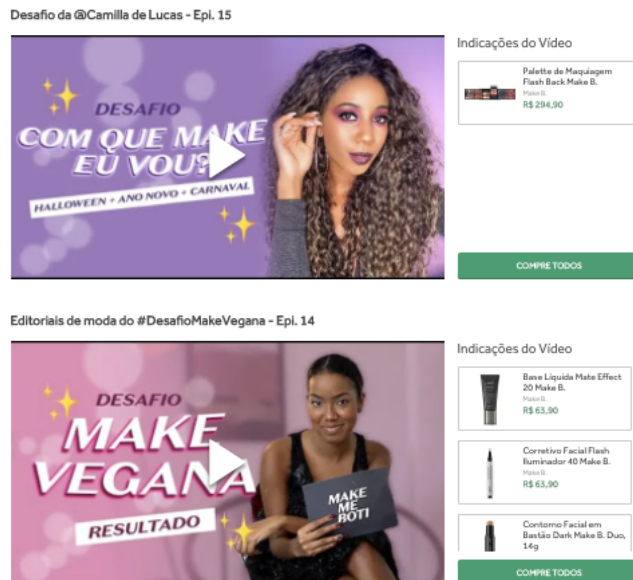 Desafio da @Camilla de Lucas - Epi. 15
DESAFIO
COM QUE MAKE
EU VOU?
HALLOWEEN + ANO NOVO + CARNAVAL
Indicações do Vídeo
Palette de Maquiagem
Flash Back Make B.
Make B.
R$ 294,90
COMPRE TODOS
Editoriais de moda do #DesafioMakeVegana - Epi. 14
DESAFIO
MAKE
VEGANA
RESULTADO
MAKE
ME
BOTI
Indicações do Vídeo
Base Líquida Mate Effect
20 Make B.
Make B.
R$ 63,90
Corretivo Facial Flash
Iluminador 40 Make B.
Make B.
R$ 63,90
Contorno Facial em
Bastão Dark Make B. Duo,
14g
COMPRE TODOS